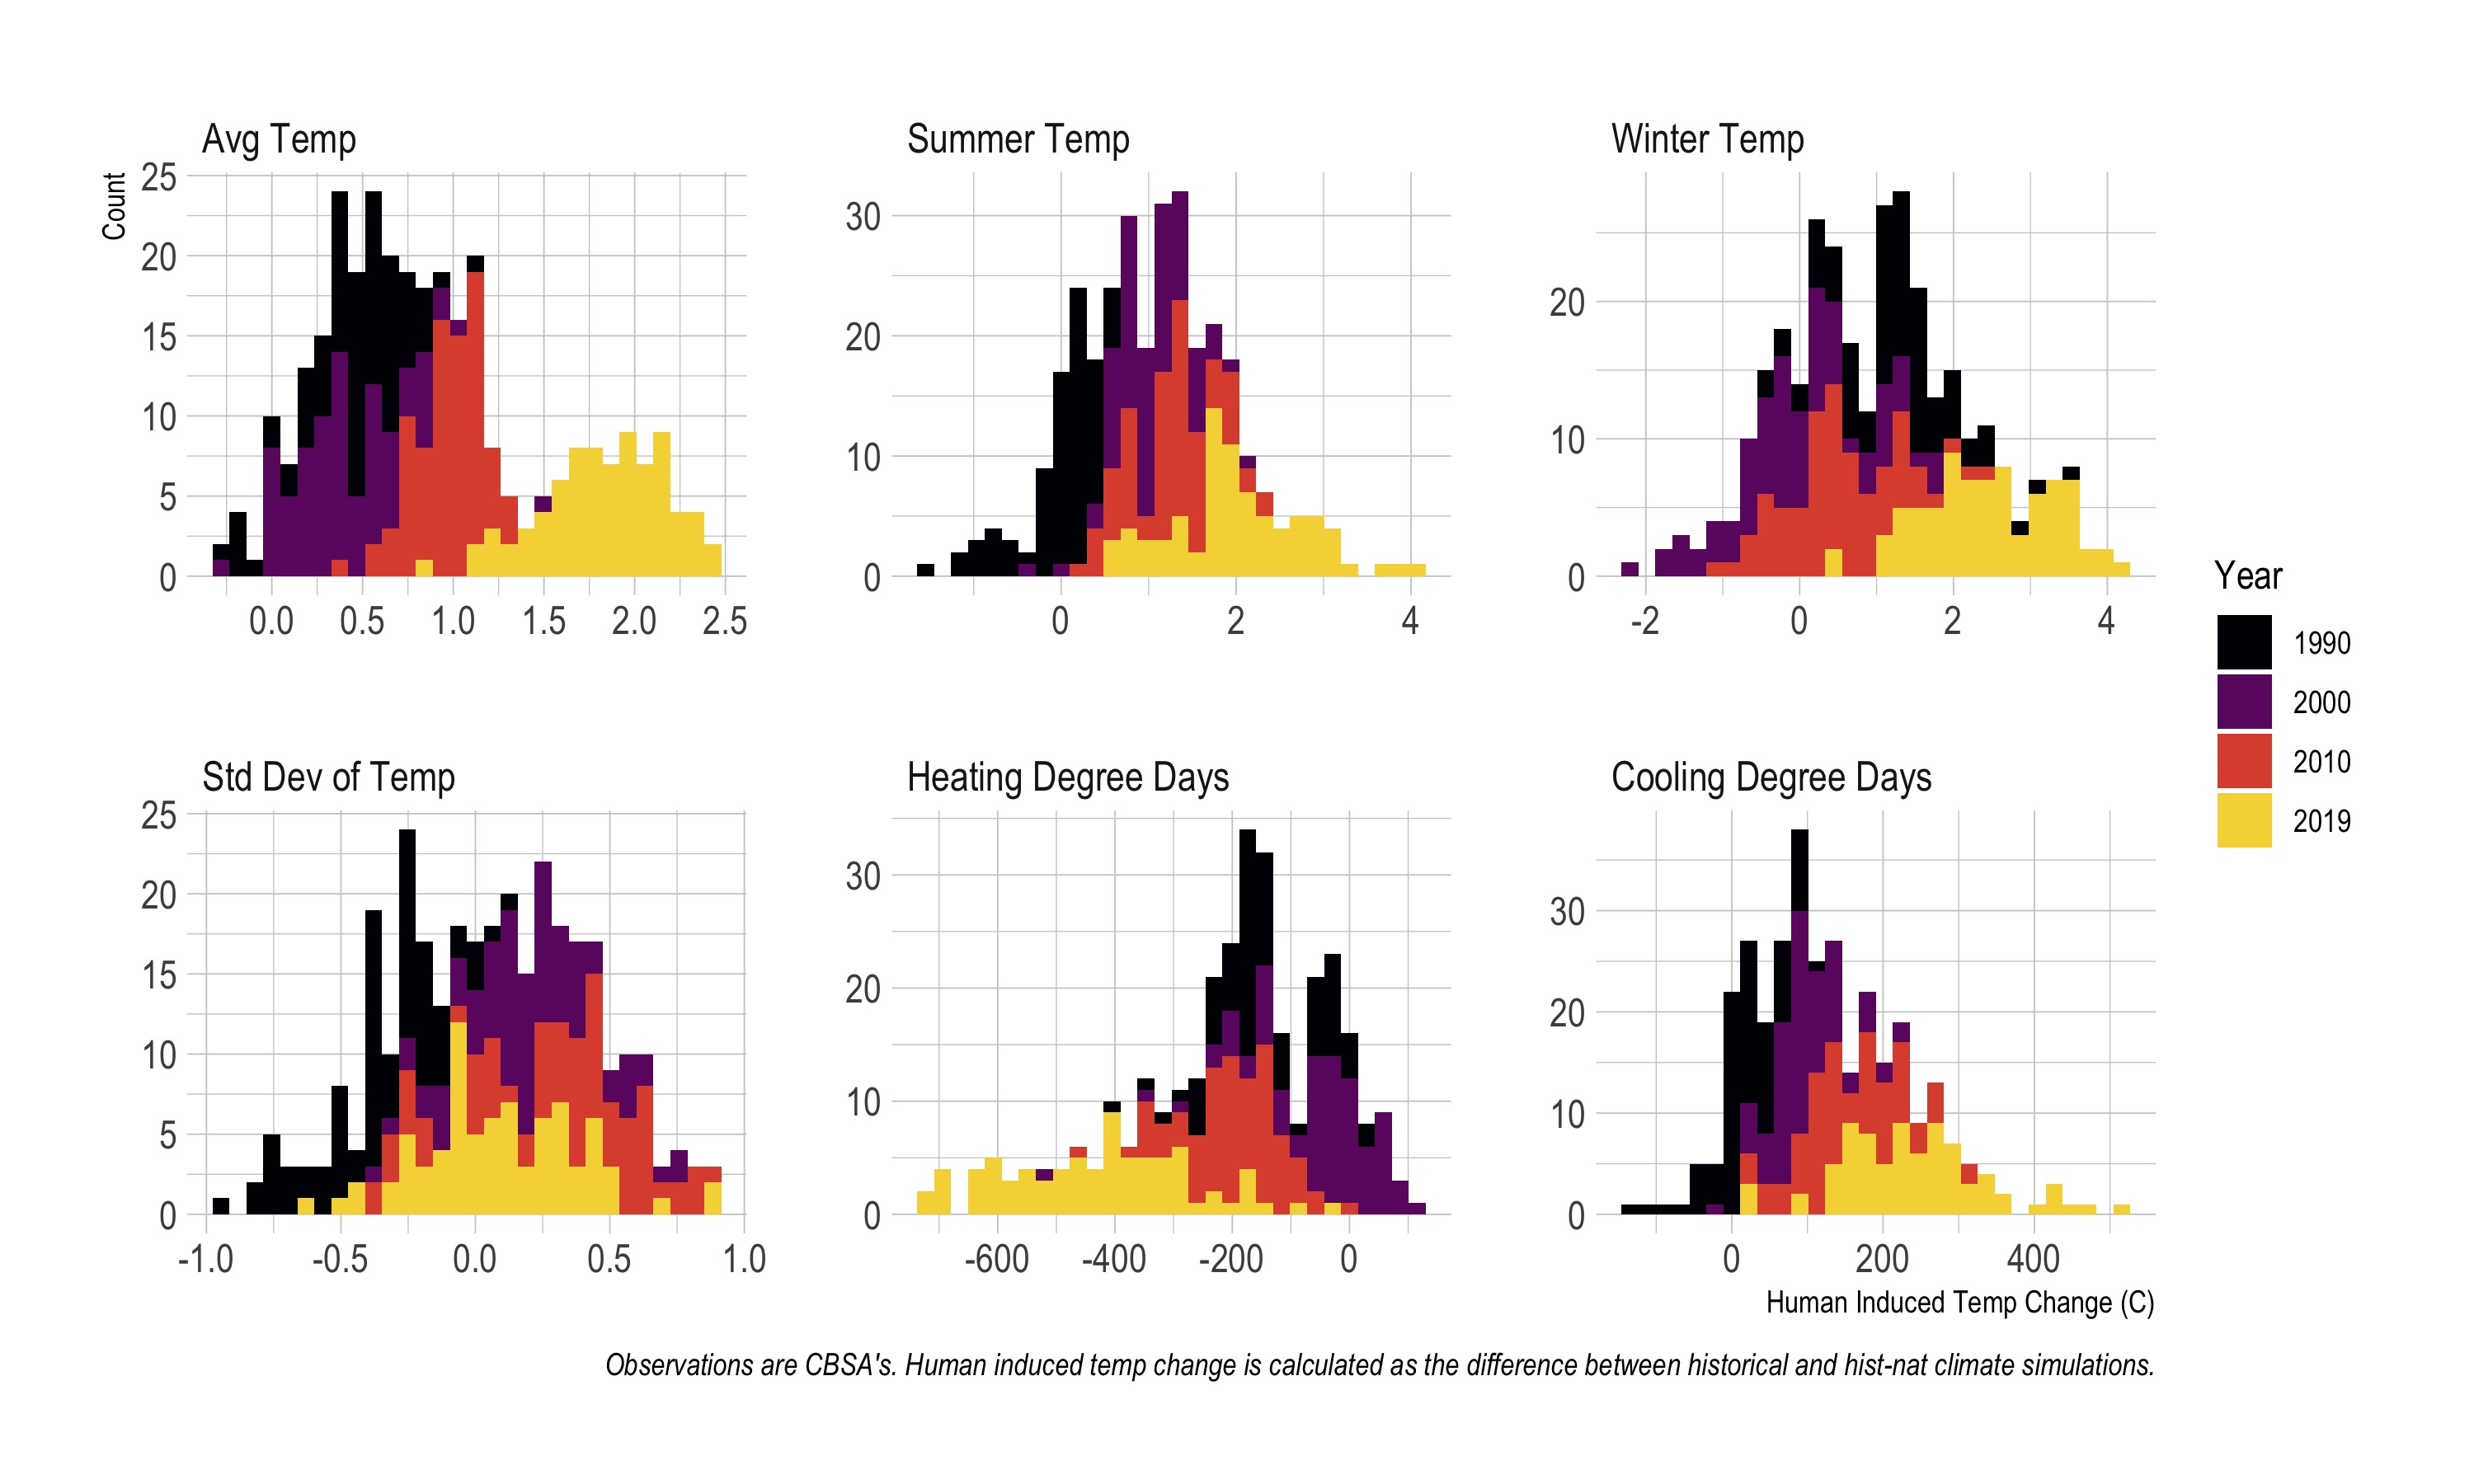 Avg Temp
Count
25
20
15
10
5
0
0.0 0.5 1.0 1.5 2.0 2.5
Summer Temp
30
20
10
0
0 2 4
Winter Temp
20
10
0
-2 0 2 4
Std Dev of Temp
25
20
15
10
5
0
-1.0 -0.5 0.0 0.5 1.0
Heating Degree Days
30
20
10
0
-600 -400 -200 0
Cooling Degree Days
30
20
10
0
0 200 400
Human Induced Temp Change (C)
Year
1990
2000
2010
2019
Observations are CBSA's. Human induced temp change is calculated as the difference between historical and hist-nat climate simulations.